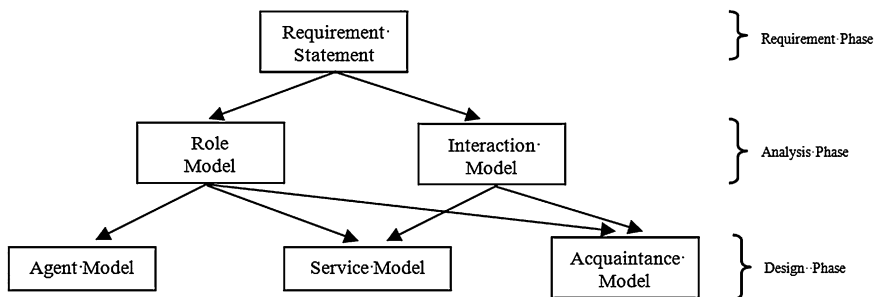 Requirement·
Statement
Requirement·Phase
Role
Model
Interaction·
Model
Analysis·Phase
Agent·Model
Service·Model
Acquaintance·
Model
Design··Phase